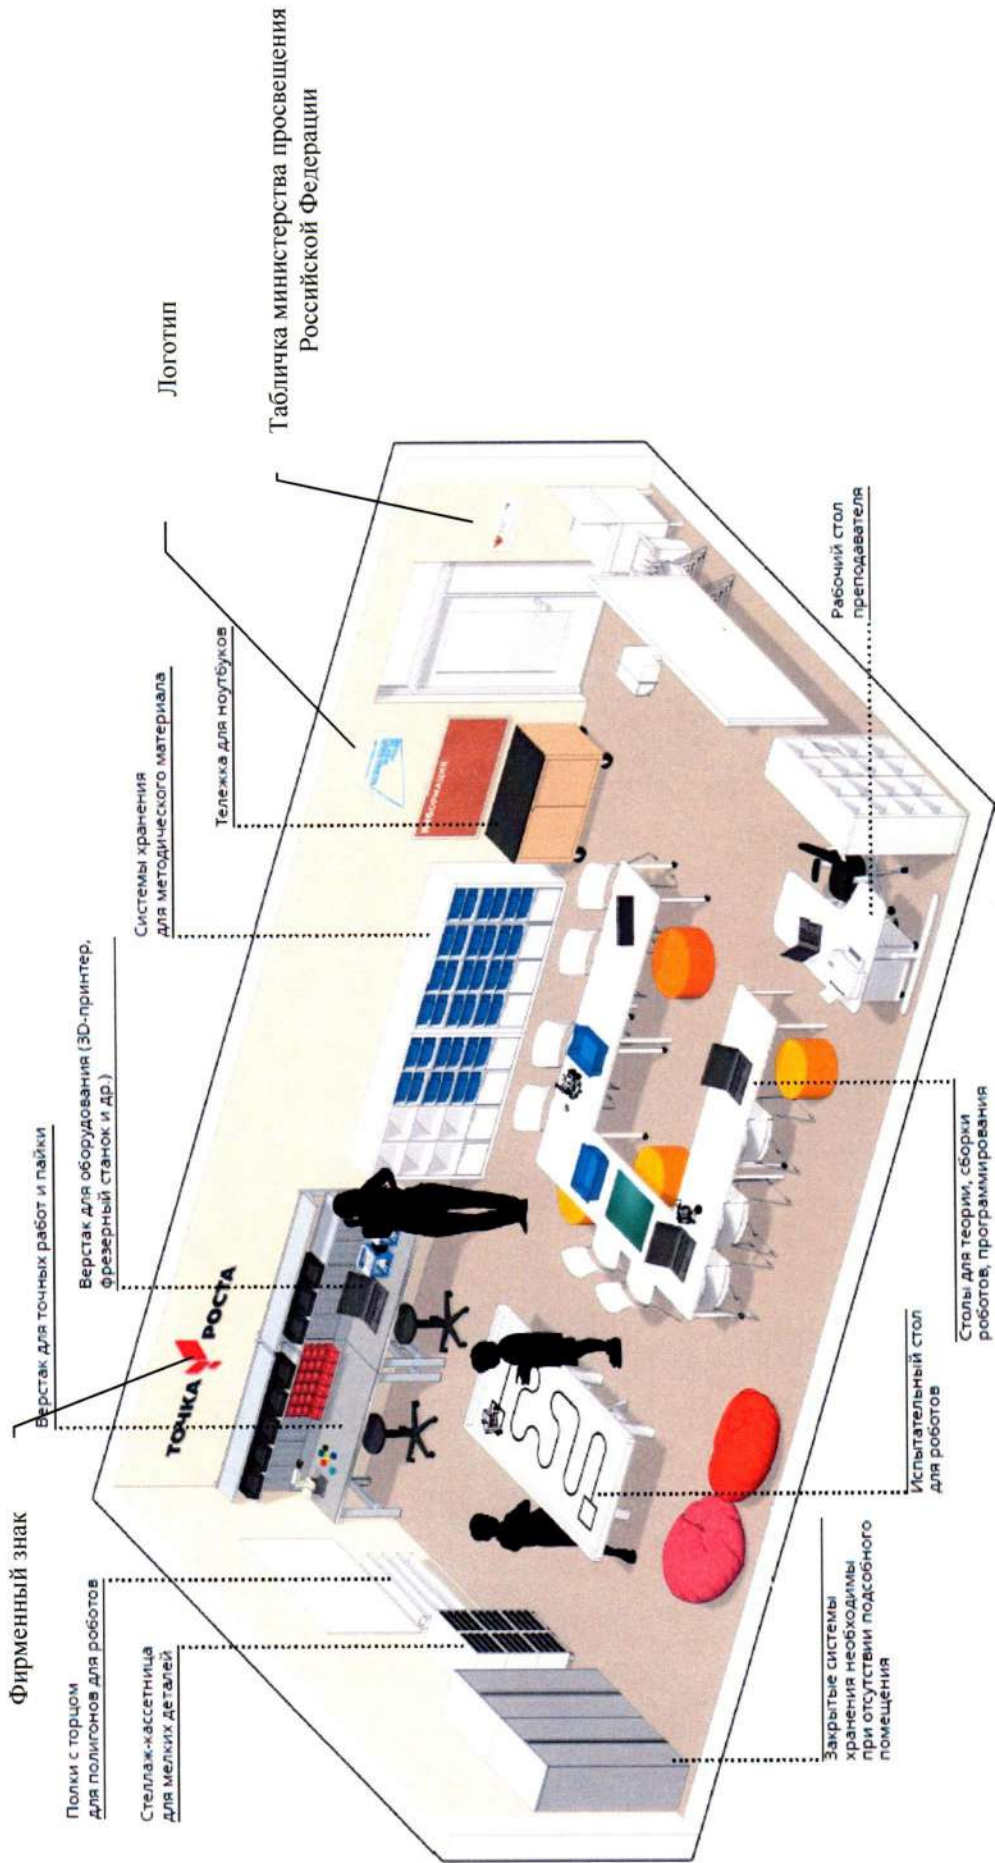 Фирменный знак
Логотип
Табличка министерства просвещения
Российской Федерации
Полки с торцом
для полигонов для роботов
Стеллаж-кассетница
для мелких деталей
Верстак для точных работ и пайки
Верстак для оборудования (3D-принтер,
фрезерный станок и др.)
Системы хранения
для методического материала
Тележка для ноутбуков
ТОЧКА РОСТА
ИНФОРМАЦИЯ
Закрытые системы
хранения необходимы
при отсутствии подсобного
помещения
Испытательный стол
для роботов
Столы для теории, сборки
роботов, программирования
Рабочий стол
преподавателя